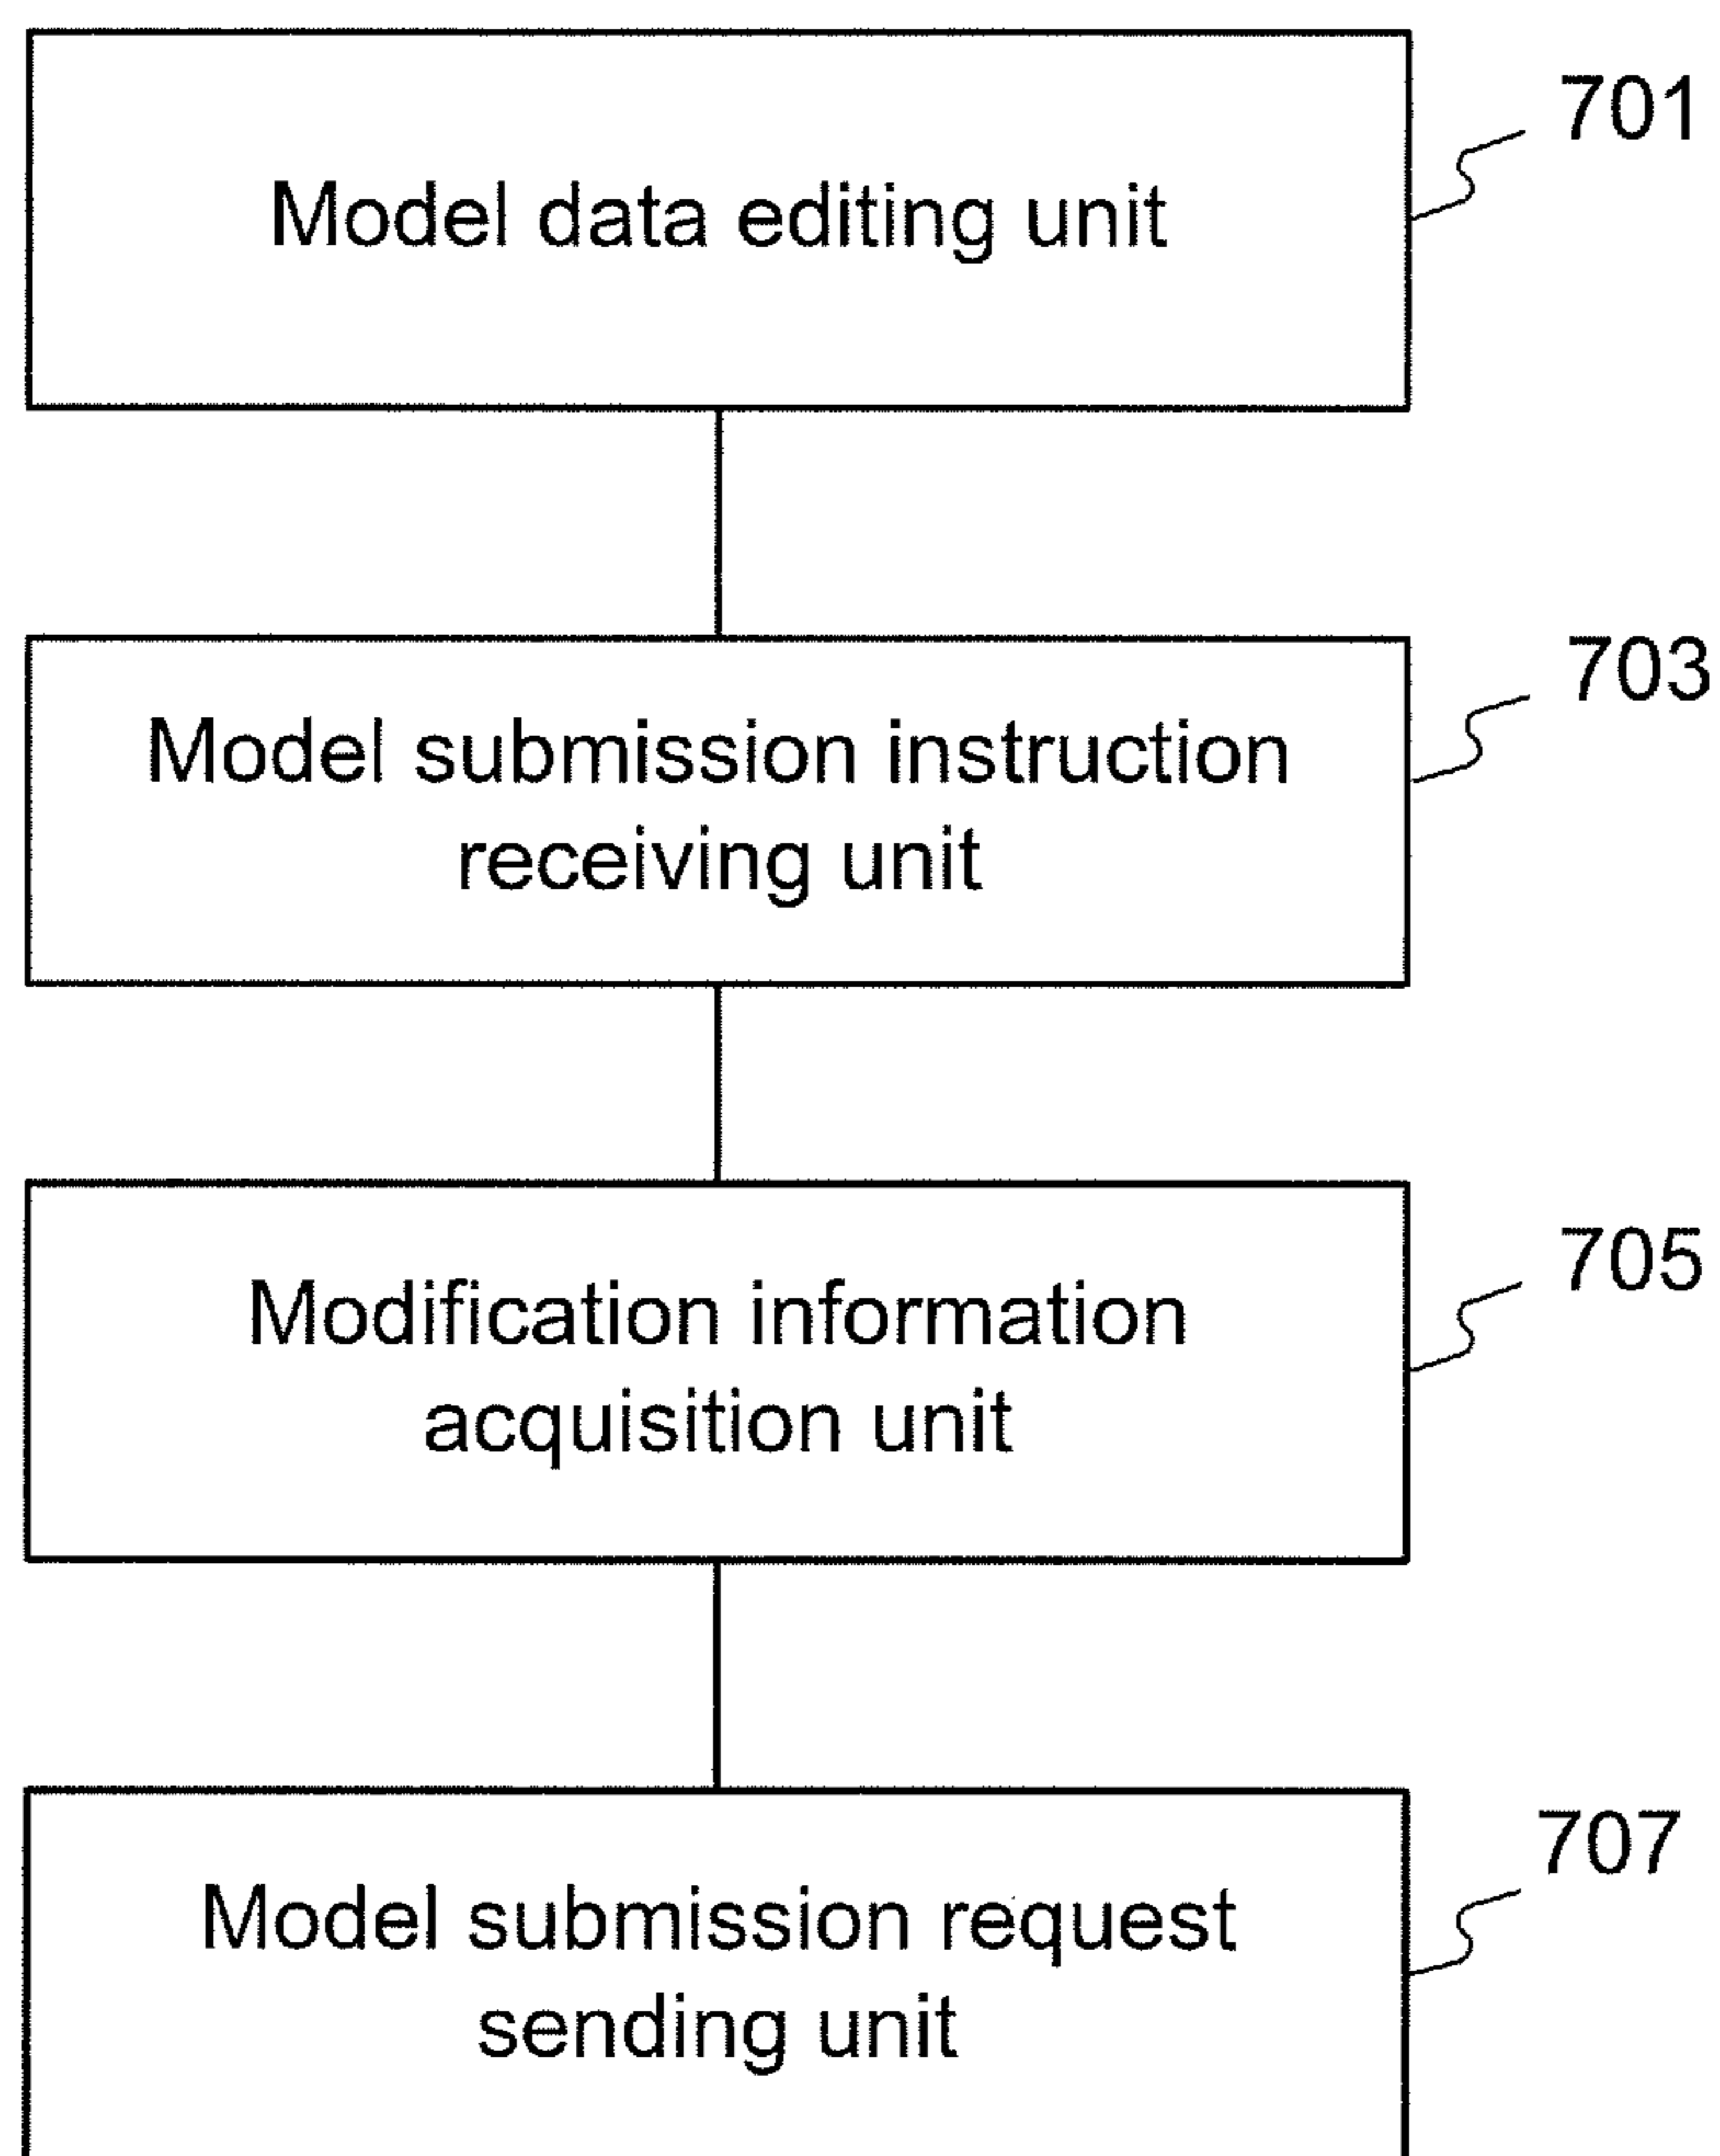 701
Model data editing unit
703
Model submission instruction
receiving unit
705
Modification information
acquisition unit
707
Model submission request
sending unit